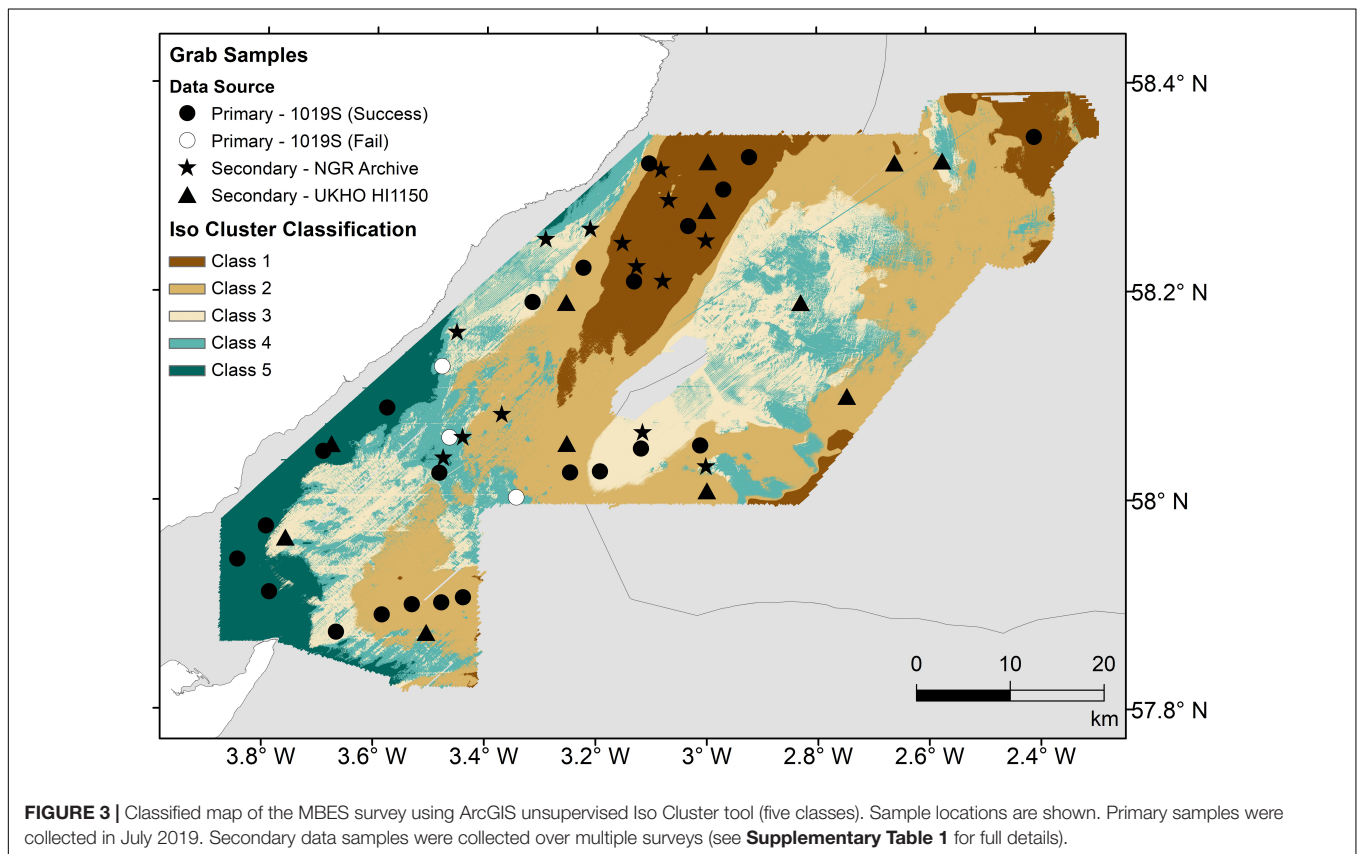 Grab Samples
Data Source
Primary - 1019S (Success)
Primary - 1019S (Fail)
Secondary - NGR Archive
Secondary - UKHO HI1150
Iso Cluster Classification
Class 1
Class 2
Class 3
Class 4
Class 5
58.4° N
58.2° N
58° N
57.8° N
0 10 20
km
3.8° W 3.6° W 3.4° W 3.2° W 3° W 2.8° W 2.6° W 2.4° W
FIGURE 3 | Classified map of the MBES survey using ArcGIS unsupervised Iso Cluster tool (five classes). Sample locations are shown. Primary samples were
collected in July 2019. Secondary data samples were collected over multiple surveys (see Supplementary Table 1 for full details).